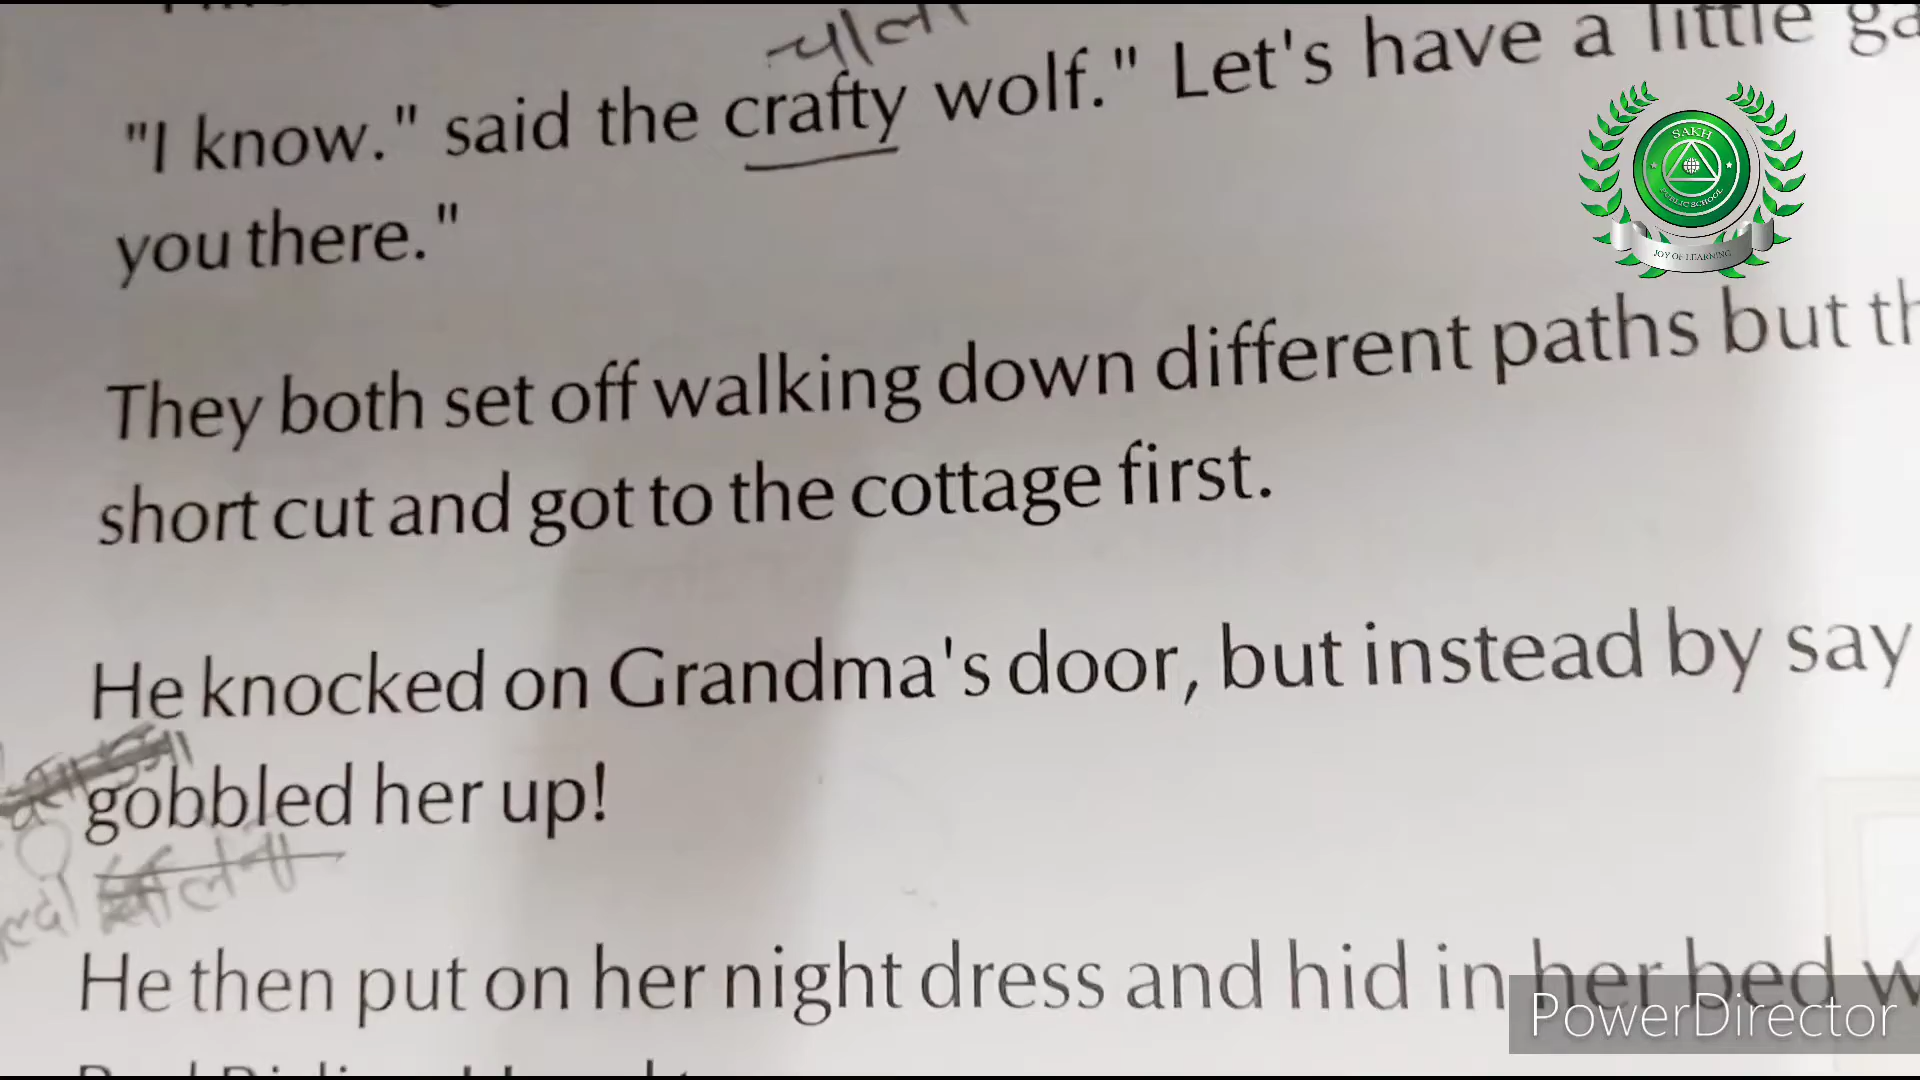 "I know." said the crafty wolf." Let's have a little
you there."
They both set off walking down different paths but
short cut and got to the cottage first.
He knocked on Grandma's door, but instead by say
gobbled her up!
He then put on her night dress and hid in her bed
SAKH
PUBLIC SCHOOL
JOY OF LEARNING
PowerDirector